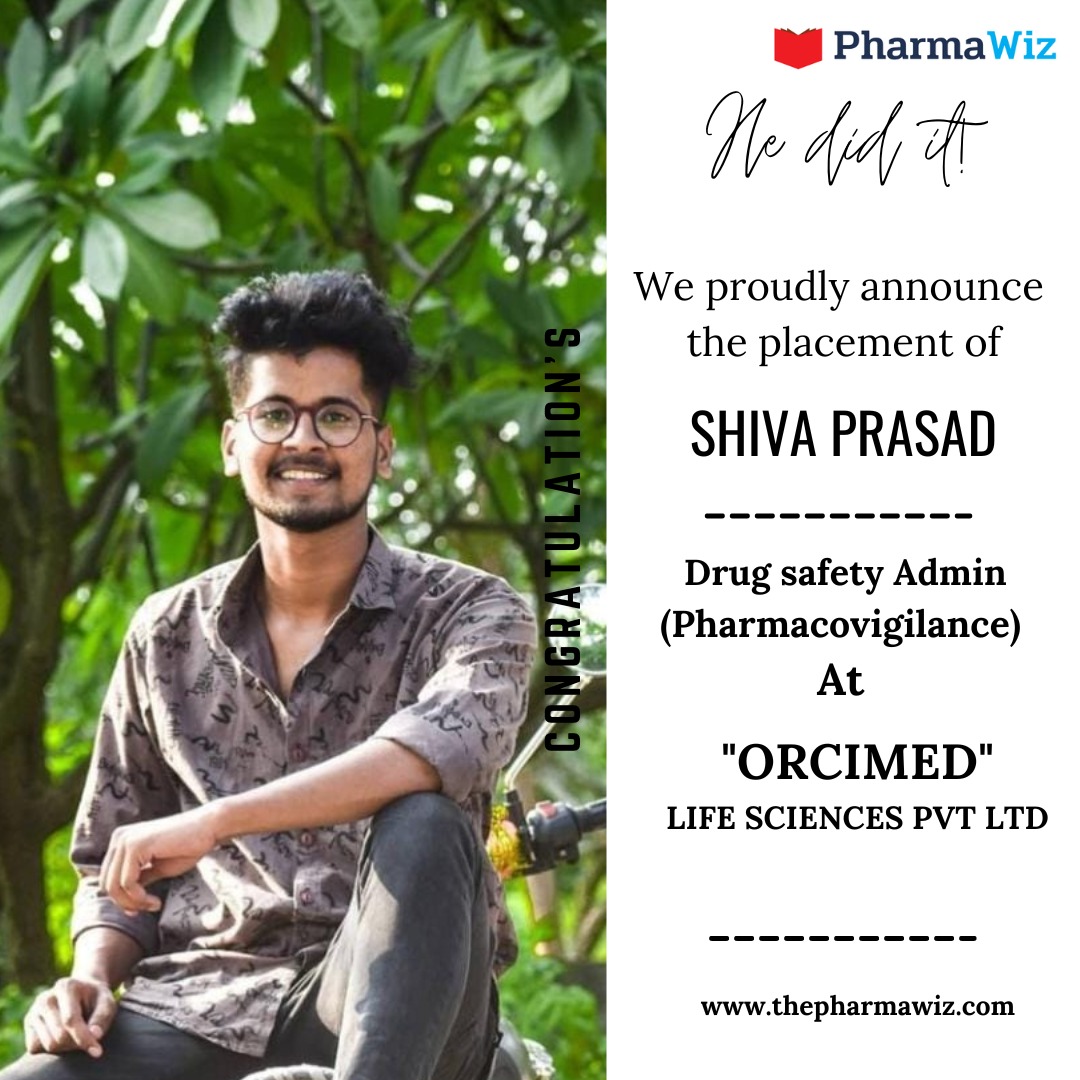 PharmaWiz
He did it!
We proudly announce
the placement of
SHIVA PRASAD
Drug safety Admin
(Pharmacovigilance)
At
"ORCIMED"
LIFE SCIENCES PVT LTD
www.thepharmawiz.com
CONGRATULATION'S